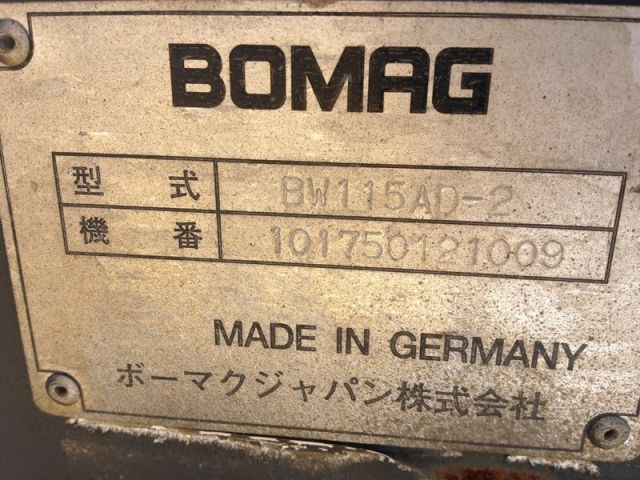 BOMAG
型式 BW115AD-2
機番 101750121009
MADE IN GERMANY
ボーマクジャパン株式会社